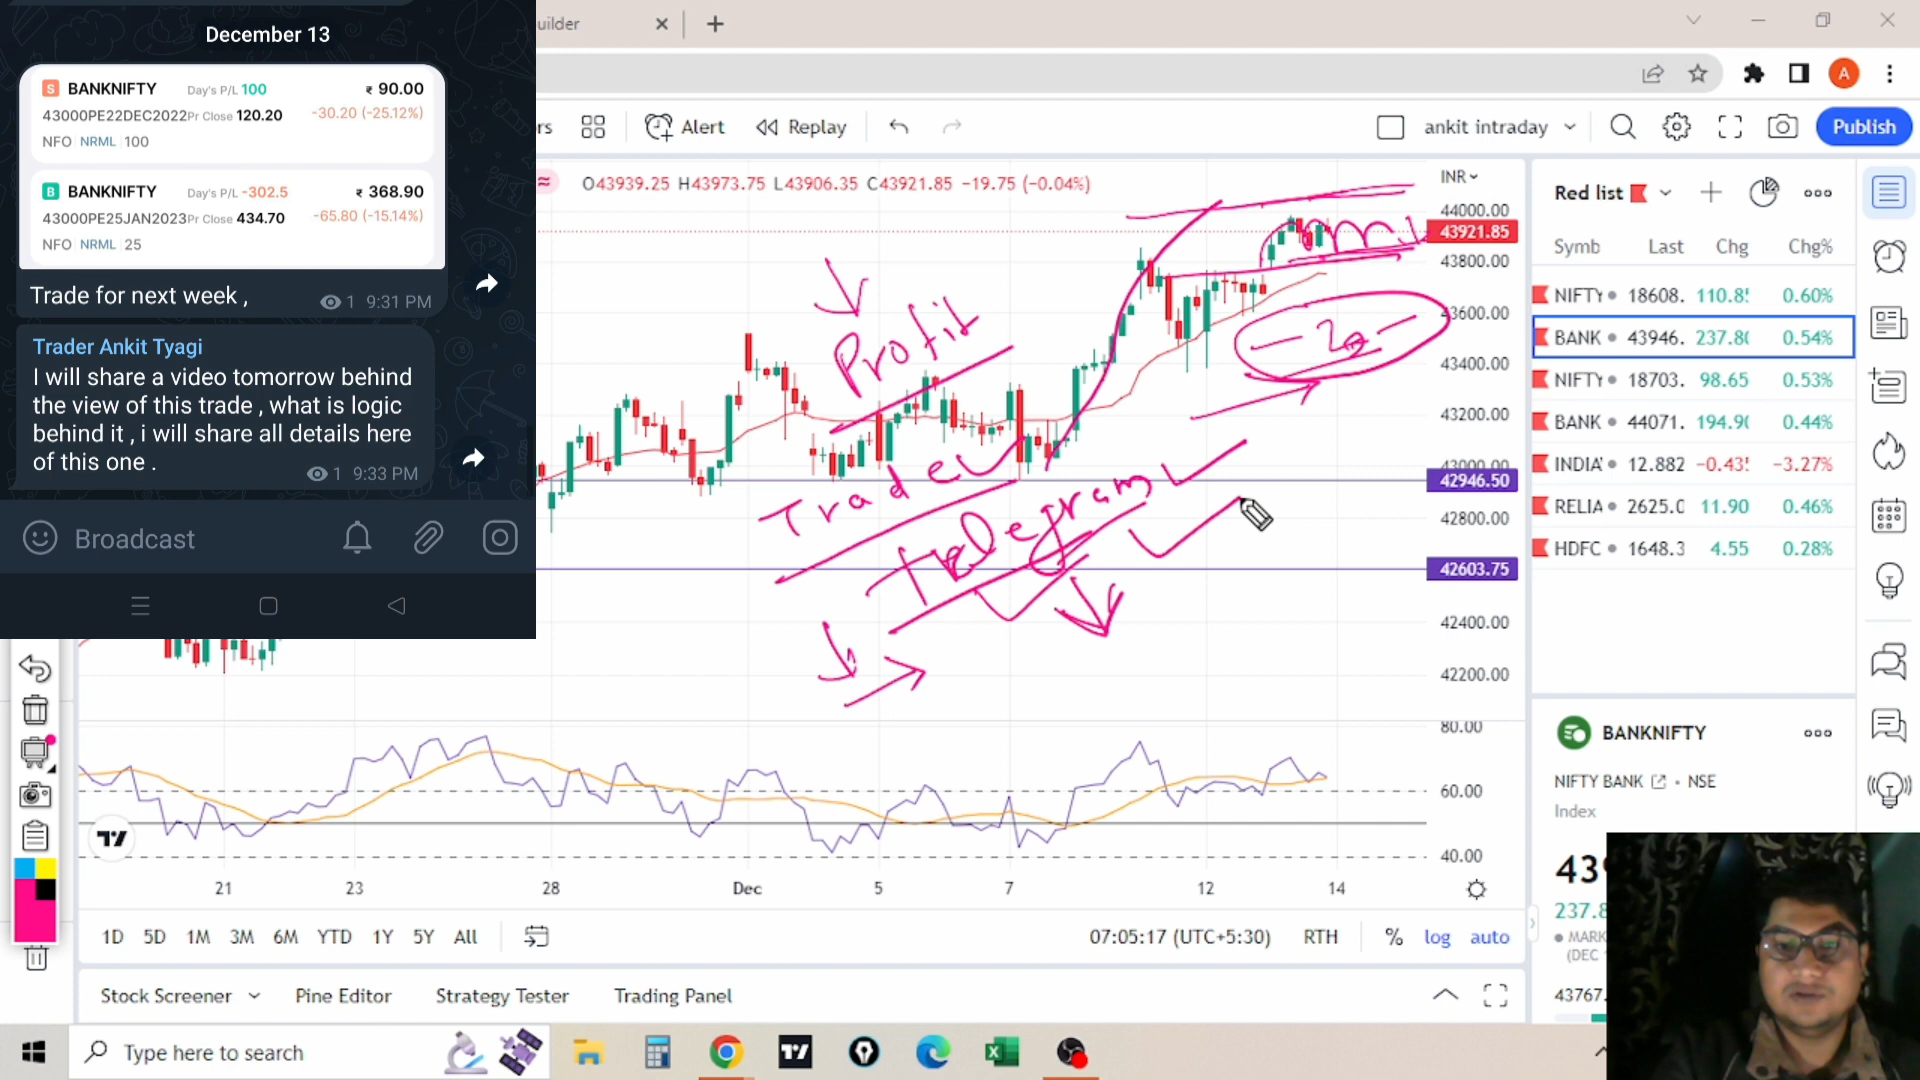 December 13
S BANKNIFTY Day's P/L 100 ₹ 90.00
43000PE22DEC2022 Pr Close 120.20 -30.20 (-25.12%)
NFO NRML 100
B BANKNIFTY Day's P/L -302.5 ₹ 368.90
43000PE25JAN2023 Pr Close 434.70 -65.80 (-15.14%)
NFO NRML 25
Trade for next week ,
1 9:31 PM
Trader Ankit Tyagi
I will share a video tomorrow behind
the view of this trade , what is logic
behind it , i will share all details here
of this one .
1 9:33 PM
Broadcast
uilder
A
rs Alert Replay ankit intraday Publish
O43939.25 H43973.75 L43906.35 C43921.85 −19.75 (−0.04%)
INR
44000.00
43921.85
43800.00
43600.00
43400.00
43200.00
43000.00
42946.50
42800.00
42603.75
42400.00
42200.00
Profit
Trade
Telegram
80.00
60.00
40.00
21 23 28 Dec 5 7 12 14
1D 5D 1M 3M 6M YTD 1Y 5Y All
07:05:17 (UTC+5:30) RTH % log auto
Stock Screener Pine Editor Strategy Tester Trading Panel
Red list
Symb Last Chg Chg%
NIFTY 18608. 110.85 0.60%
BANK 43946. 237.80 0.54%
NIFTY 18703. 98.65 0.53%
BANK 44071. 194.90 0.44%
INDIA 12.882 −0.435 −3.27%
RELIA 2625.0 11.90 0.46%
HDFC 1648.3 4.55 0.28%
BANKNIFTY
NIFTY BANK • NSE
Index
237.8
MARK
(DEC
43767.
Type here to search